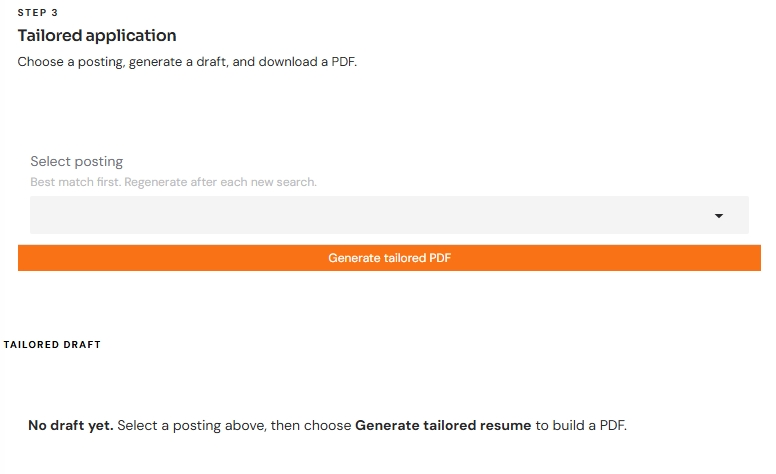 STEP 3
Tailored application
Choose a posting, generate a draft, and download a PDF.
Select posting
Best match first. Regenerate after each new search.
Generate tailored PDF
TAILORED DRAFT
No draft yet. Select a posting above, then choose Generate tailored resume to build a PDF.